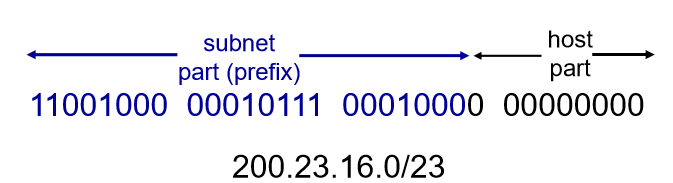 subnet
part (prefix)
host
part
11001000 00010111 00010000 00000000
200.23.16.0/23